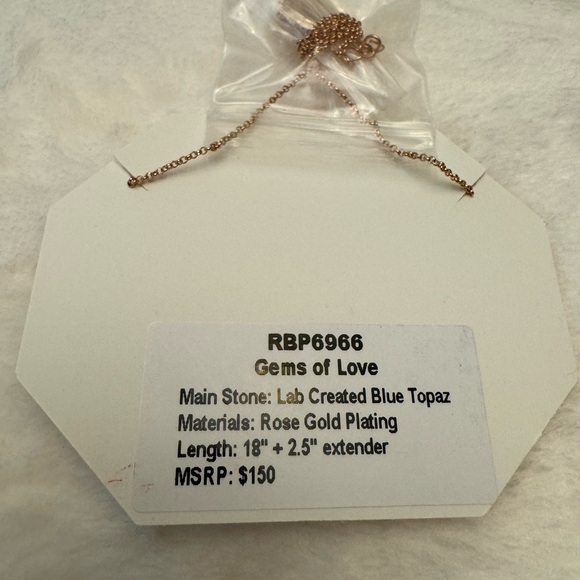 RBP6966
Gems of Love
Main Stone: Lab Created Blue Topaz
Materials: Rose Gold Plating
Length: 18" + 2.5" extender
MSRP: $150